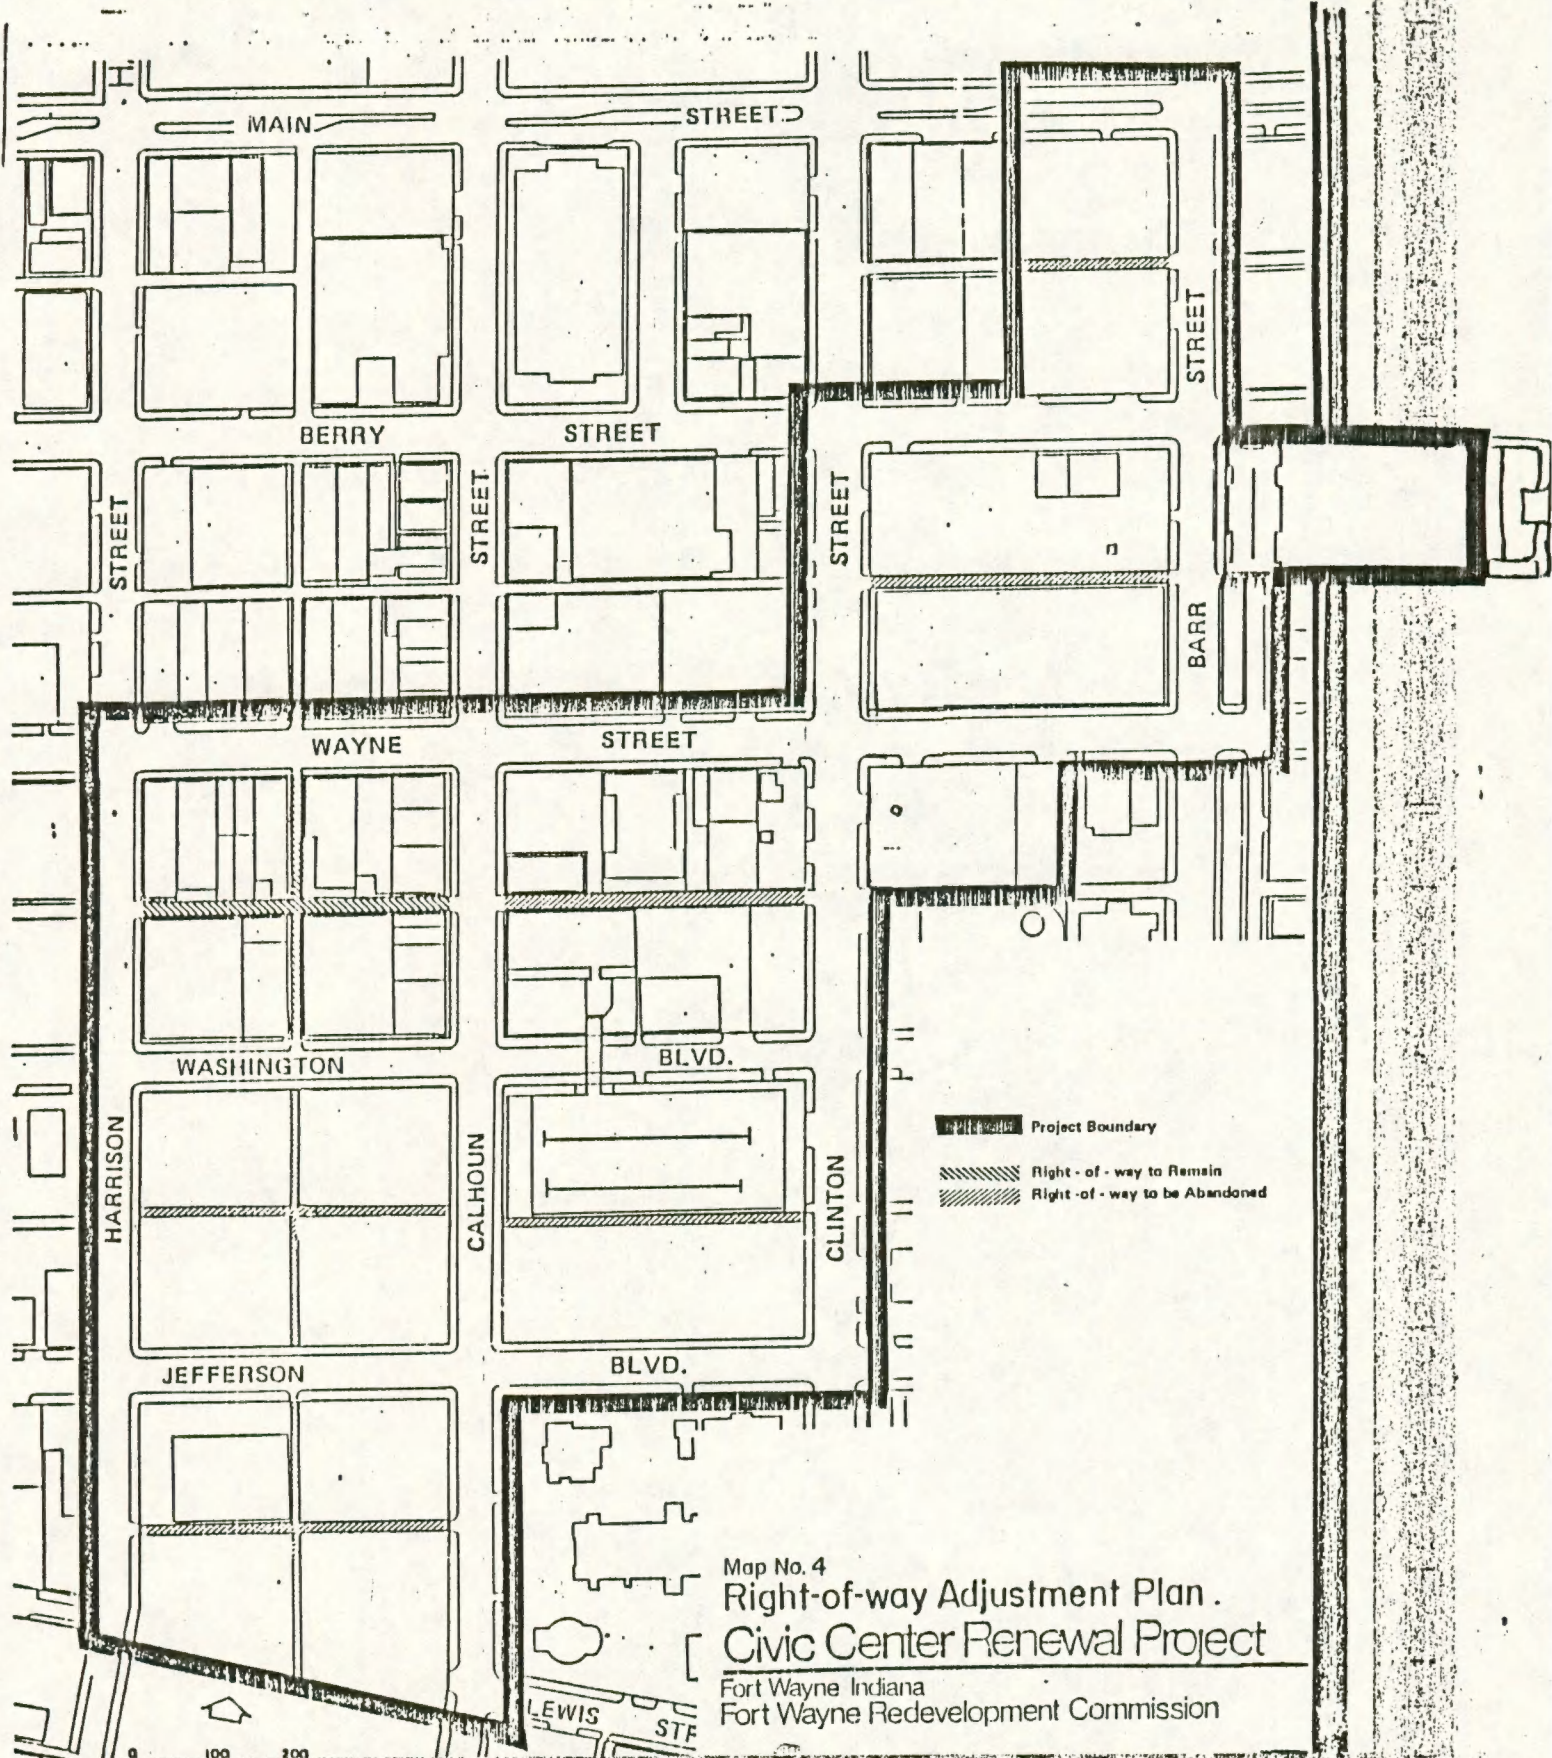 MAIN
STREET
STREET
BERRY
STREET
STREET
STREET
STREET
BARR
WAYNE
STREET
WASHINGTON
BLVD.
HARRISON
CALHOUN
CLINTON
Project Boundary
Right - of - way to Remain
Right - of - way to be Abandoned
JEFFERSON
BLVD.
Map No. 4
Right-of-way Adjustment Plan .
Civic Center Renewal Project
Fort Wayne Indiana
Fort Wayne Redevelopment Commission
LEWIS
STR
0 100 200